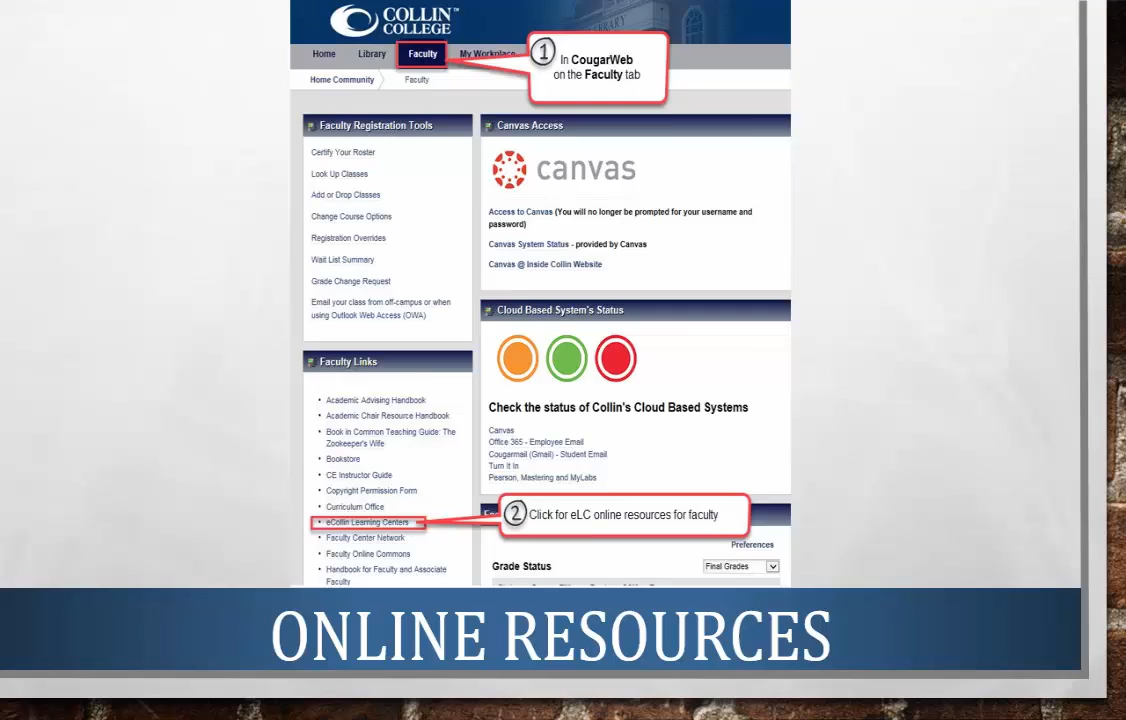 COLLIN™
COLLEGE
LIBRARY
Home Library Faculty My Workplace
1 In CougarWeb
on the Faculty tab
Home Community Faculty
Faculty Registration Tools
Certify Your Roster
Look Up Classes
Add or Drop Classes
Change Course Options
Registration Overrides
Wait List Summary
Grade Change Request
Email your class from off-campus or when
using Outlook Web Access (OWA)
Canvas Access
canvas
Access to Canvas (You will no longer be prompted for your username and
password)
Canvas System Status - provided by Canvas
Canvas @ Inside Collin Website
Cloud Based System's Status
Check the status of Collin's Cloud Based Systems
Canvas
Office 365 - Employee Email
Cougarmail (Gmail) - Student Email
Turn It In
Pearson, Mastering and MyLabs
Faculty Links
• Academic Advising Handbook
• Academic Chair Resource Handbook
• Book in Common Teaching Guide: The
Zookeeper's Wife
• Bookstore
• CE Instructor Guide
• Copyright Permission Form
• Curriculum Office
• eCollin Learning Centers
• Faculty Center Network
• Faculty Online Commons
• Handbook for Faculty and Associate
Faculty
2 Click for eLC online resources for faculty
Preferences
Grade Status Final Grades
ONLINE RESOURCES